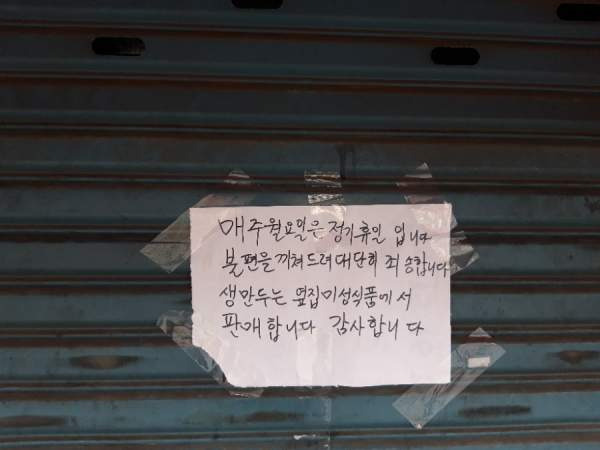 매주월요일은 정기휴일 입니다
불편을 끼쳐드려 대단히 죄송합니다
생만두는 옆집미성식품에서
판매합니다 감사합니다